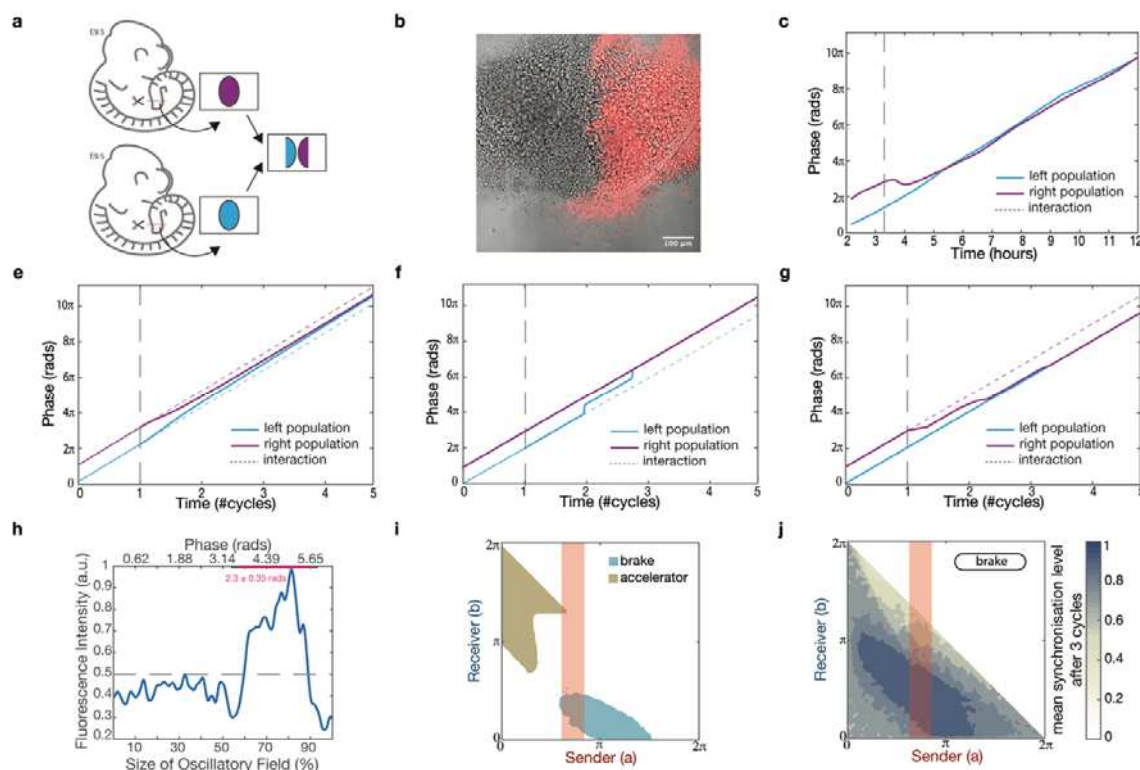 a
E9.5
E9.5
b
100 µm
c
10π
8π
6π
4π
2π
0
Phase (rads)
left population
right population
interaction
2 3 4 5 6 7 8 9 10 11 12
Time (hours)
e
10π
8π
6π
4π
2π
0
Phase (rads)
left population
right population
interaction
0 1 2 3 4 5
Time (#cycles)
f
10π
8π
6π
4π
2π
0
Phase (rads)
left population
right population
interaction
0 1 2 3 4 5
Time (#cycles)
g
10π
8π
6π
4π
2π
0
Phase (rads)
left population
right population
interaction
0 1 2 3 4
Time (#cycles)
h
Phase (rads)
0.62 1.88 3.14 4.39 5.65
2.3 ± 0.35 rads
1
0.9
0.8
0.7
0.6
0.5
0.4
0.3
0.2
Fluorescence Intensity (a.u.)
10 30 50 70 90
Size of Oscillatory Field (%)
i
2π
π
0
Receiver (b)
brake
accelerator
0 π 2π
Sender (a)
j
2π
π
0
Receiver (b)
brake
0 π 2π
Sender (a)
mean synchronisation level
after 3 cycles
1
0.8
0.6
0.4
0.2
0